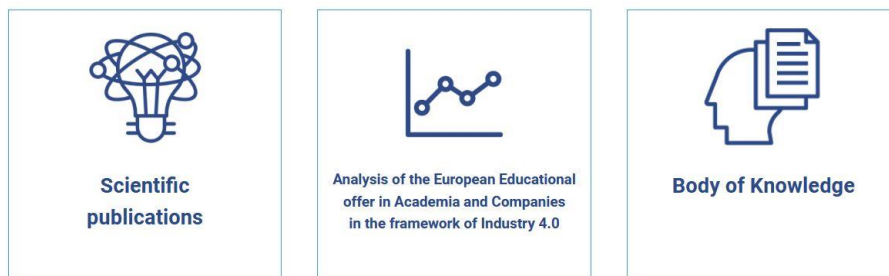 Scientific
publications
Analysis of the European Educational
offer in Academia and Companies
in the framework of Industry 4.0
Body of Knowledge